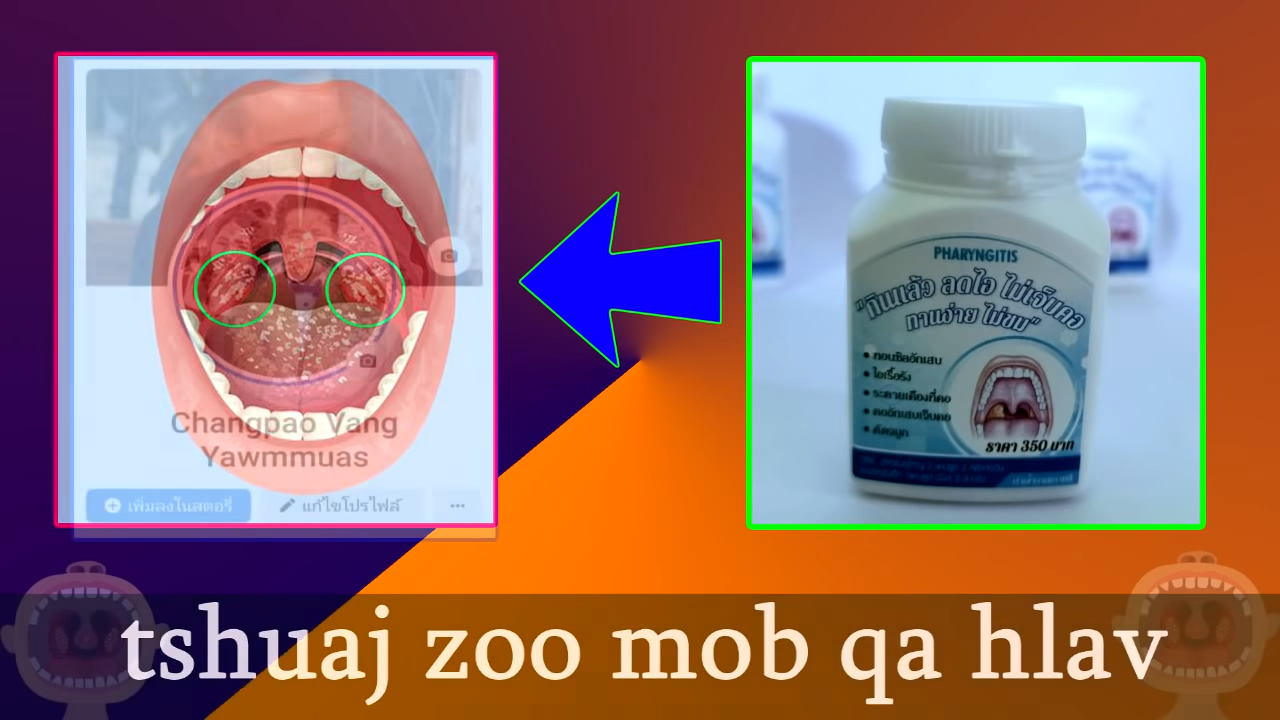 Changpao Vang
Yawmmuas
เพิ่มลงในสตอรี่
แก้ไขโปรไฟล์
PHARYNGITIS
"กินแล้ว ลดไอ ไม่เจ็บคอ
ทานง่าย ไม่ขม"
• ทอนซิลอักเสบ
• ไอเรื้อรัง
• ระคายเคืองที่คอ
• คออักเสบเจ็บคอ
• คัดจมูก
ราคา 350 บาท
tshuaj zoo mob qa hlav